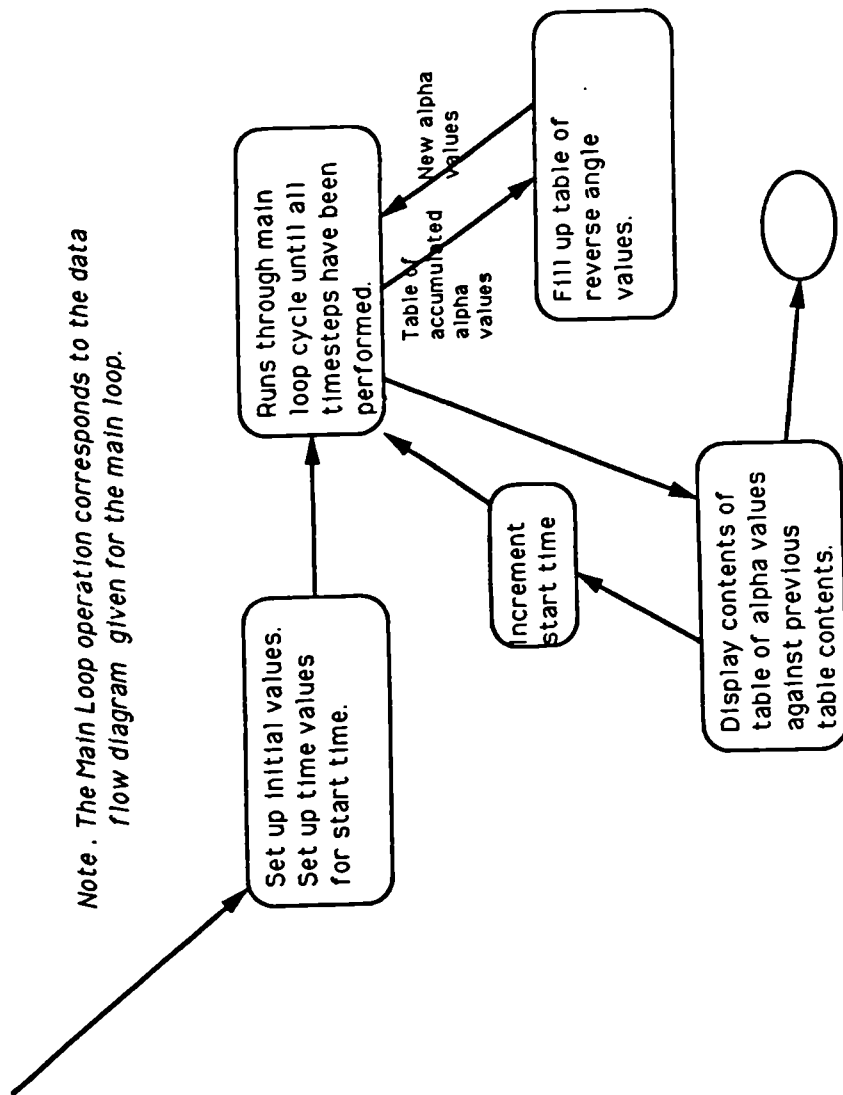 Note. The Main Loop operation corresponds to the data
flow diagram given for the main loop.
Set up initial values.
Set up time values
for start time.
Runs through main
loop cycle until all
timesteps have been
performed.
Table of
accumulated
alpha
values
New alpha
values
Fill up table of
reverse angle
values.
Increment
start time
Display contents of
table of alpha values
against previous
table contents.